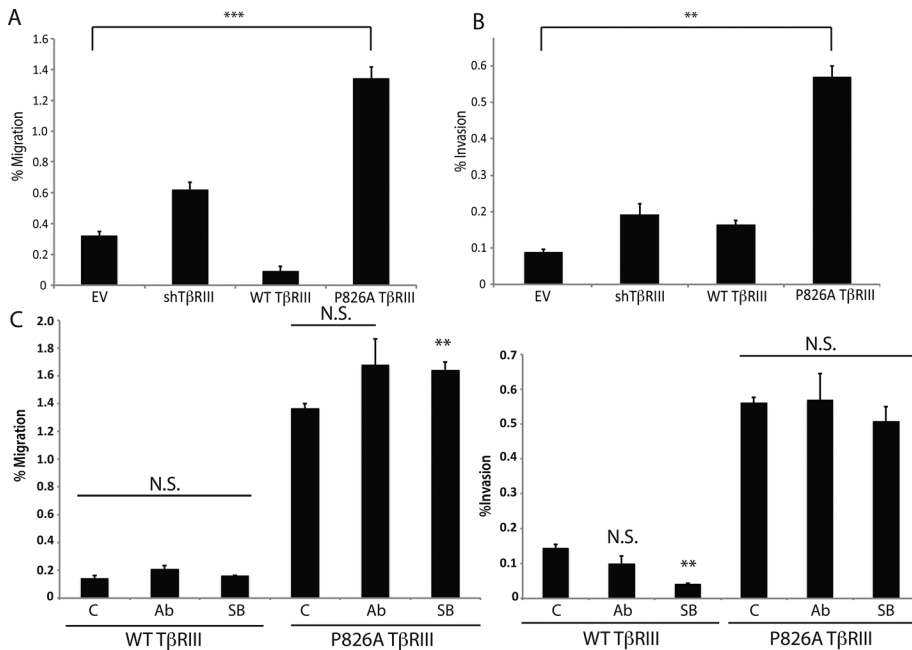 A
***
1.6
1.4
1.2
1.0
0.8
0.6
0.4
0.2
0
% Migration
EV shTβRIII WT TβRIII P826A TβRIII
B
**
0.6
0.5
0.4
0.3
0.2
0.1
0
% Invasion
EV shTβRIII WT TβRIII P826A TβRIII
C
2.0
1.8
1.6
1.4
1.2
1.0
0.8
0.6
0.4
0.2
0
% Migration
N.S.
N.S.
**
C Ab SB C Ab SB
WT TβRIII P826A TβRIII
0.7
0.6
0.5
0.4
0.3
0.2
0.1
0
%Invasion
N.S.
N.S.
**
C Ab SB C Ab SB
WT TβRIII P826A TβRIII